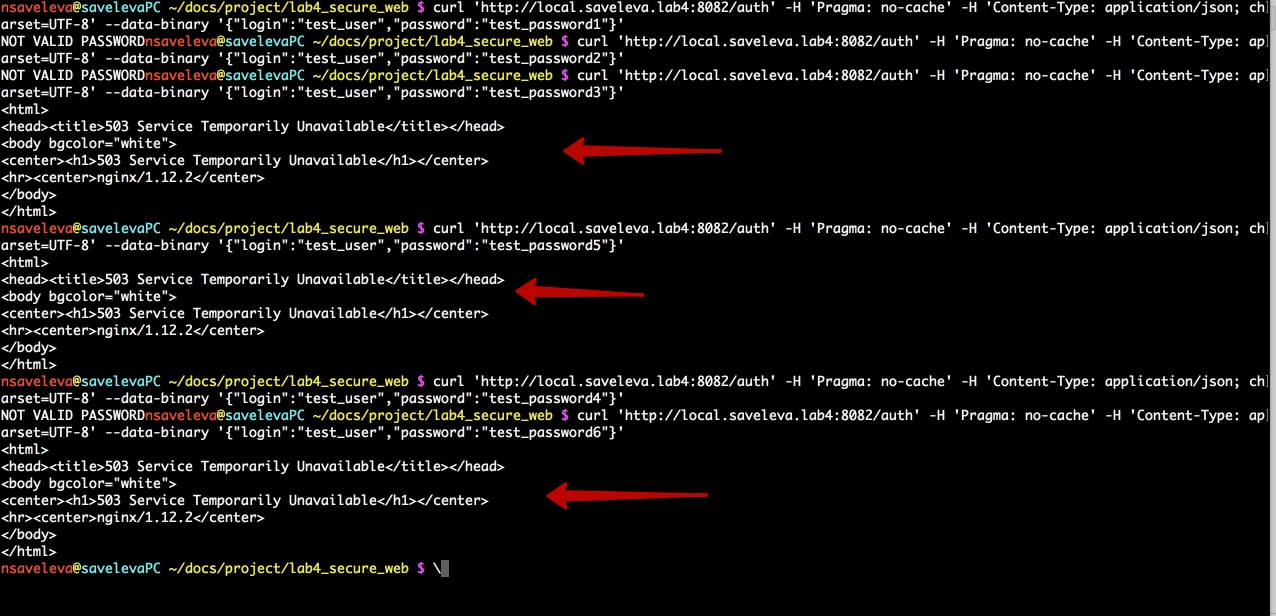 nsaveleva@savelevaPC ~/docs/project/lab4_secure_web $ curl 'http://local.saveleva.lab4:8082/auth' -H 'Pragma: no-cache' -H 'Content-Type: application/json; ch
arset=UTF-8' --data-binary '{"login":"test_user","password":"test_password1"}'
NOT VALID PASSWORDnsaveleva@savelevaPC ~/docs/project/lab4_secure_web $ curl 'http://local.saveleva.lab4:8082/auth' -H 'Pragma: no-cache' -H 'Content-Type: ap
arset=UTF-8' --data-binary '{"login":"test_user","password":"test_password2"}'
NOT VALID PASSWORDnsaveleva@savelevaPC ~/docs/project/lab4_secure_web $ curl 'http://local.saveleva.lab4:8082/auth' -H 'Pragma: no-cache' -H 'Content-Type: ap
arset=UTF-8' --data-binary '{"login":"test_user","password":"test_password3"}'
<html>
<head><title>503 Service Temporarily Unavailable</title></head>
<body bgcolor="white">
<center><h1>503 Service Temporarily Unavailable</h1></center>
<hr><center>nginx/1.12.2</center>
</body>
</html>
nsaveleva@savelevaPC ~/docs/project/lab4_secure_web $ curl 'http://local.saveleva.lab4:8082/auth' -H 'Pragma: no-cache' -H 'Content-Type: application/json; ch
arset=UTF-8' --data-binary '{"login":"test_user","password":"test_password5"}'
<html>
<head><title>503 Service Temporarily Unavailable</title></head>
<body bgcolor="white">
<center><h1>503 Service Temporarily Unavailable</h1></center>
<hr><center>nginx/1.12.2</center>
</body>
</html>
nsaveleva@savelevaPC ~/docs/project/lab4_secure_web $ curl 'http://local.saveleva.lab4:8082/auth' -H 'Pragma: no-cache' -H 'Content-Type: application/json; ch
arset=UTF-8' --data-binary '{"login":"test_user","password":"test_password4"}'
NOT VALID PASSWORDnsaveleva@savelevaPC ~/docs/project/lab4_secure_web $ curl 'http://local.saveleva.lab4:8082/auth' -H 'Pragma: no-cache' -H 'Content-Type: ap
arset=UTF-8' --data-binary '{"login":"test_user","password":"test_password6"}'
<html>
<head><title>503 Service Temporarily Unavailable</title></head>
<body bgcolor="white">
<center><h1>503 Service Temporarily Unavailable</h1></center>
<hr><center>nginx/1.12.2</center>
</body>
</html>
nsaveleva@savelevaPC ~/docs/project/lab4_secure_web $ \